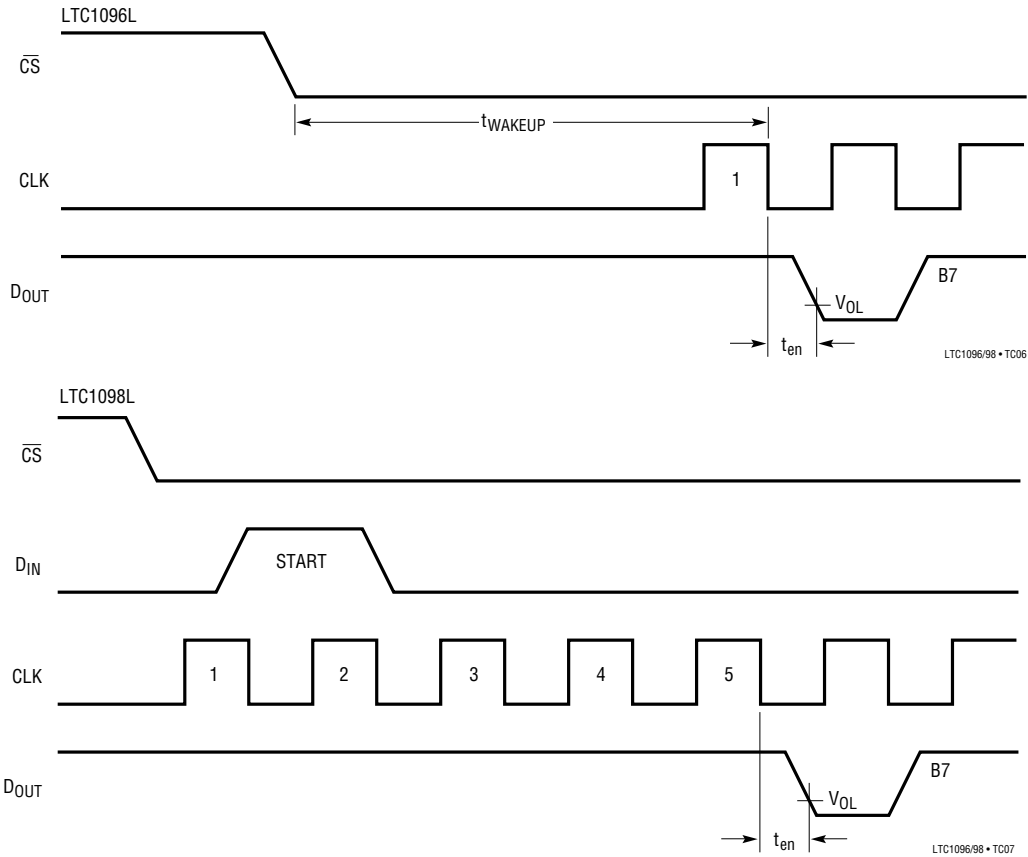 LTC1096L
CS
tWAKEUP
CLK
1
DOUT
VOL
B7
ten
LTC1096/98 • TC06
LTC1098L
CS
DIN
START
CLK
1 2 3 4 5
DOUT
VOL
B7
ten
LTC1096/98 • TC07